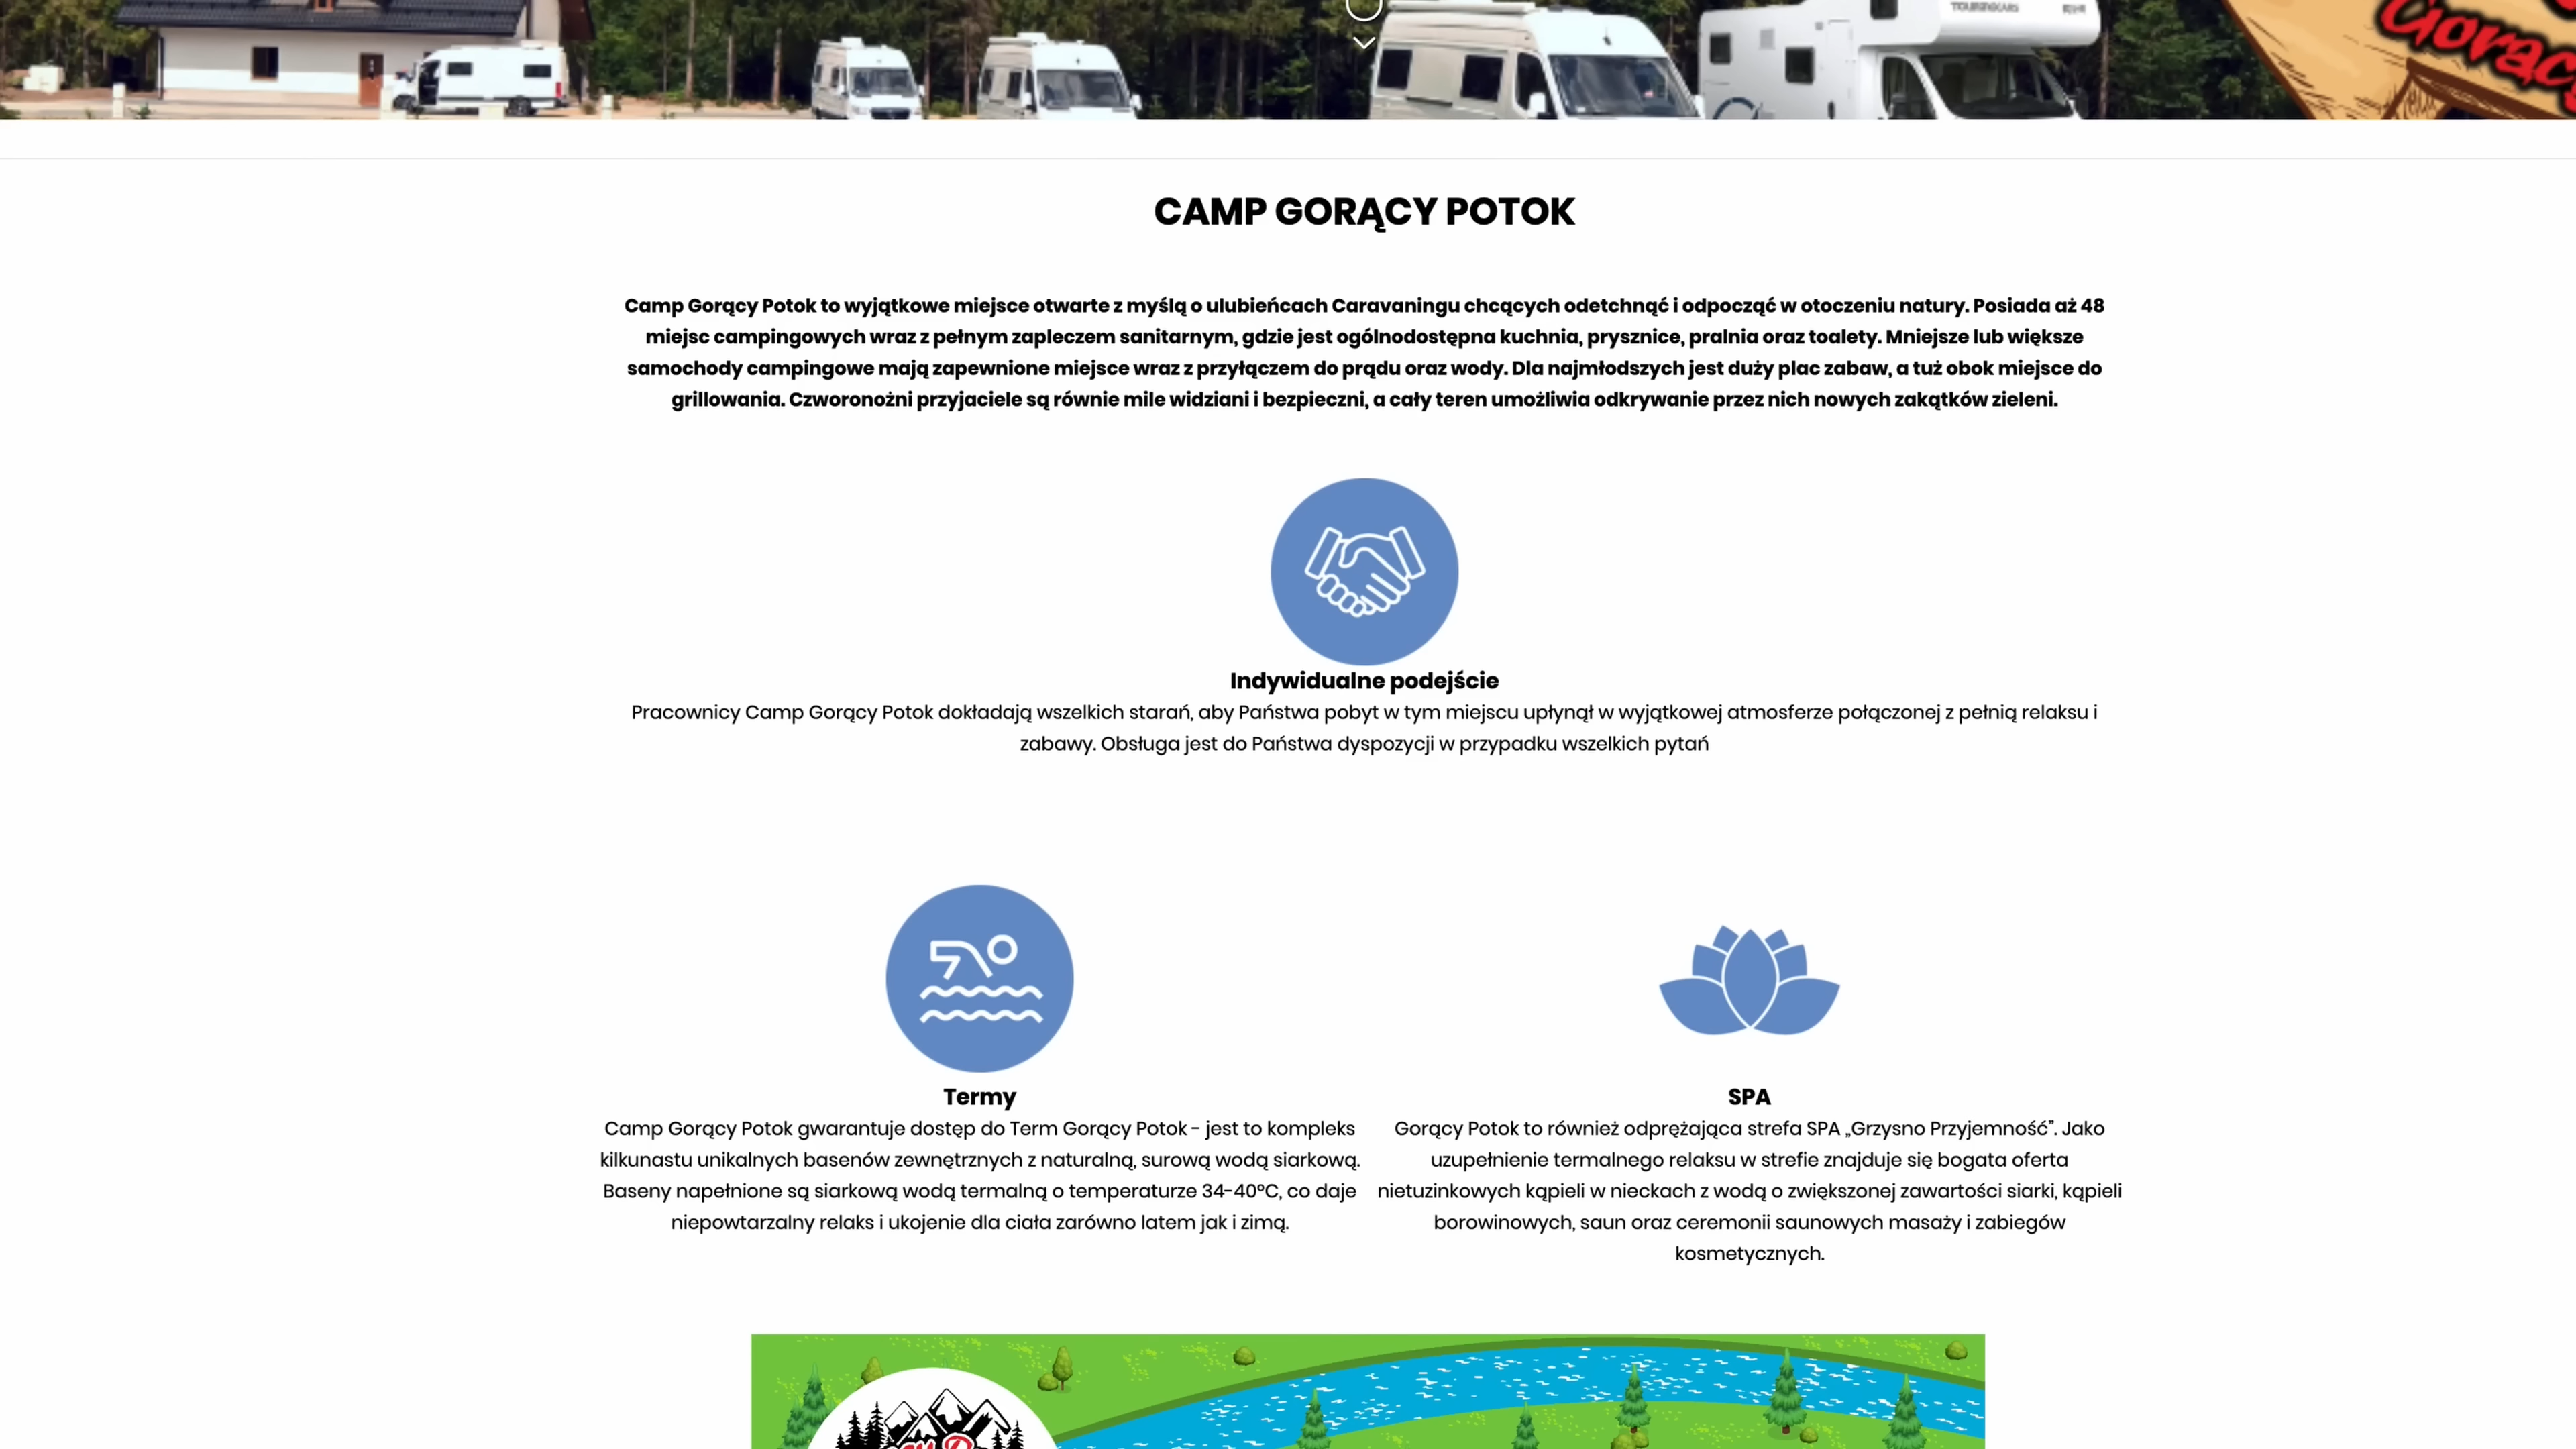 TOURINGCARS
Gorąc
CAMP GORĄCY POTOK
Camp Gorący Potok to wyjątkowe miejsce otwarte z myślą o ulubieńcach Caravaningu chcących odetchnąć i odpocząć w otoczeniu natury. Posiada aż 48
miejsc campingowych wraz z pełnym zapleczem sanitarnym, gdzie jest ogólnodostępna kuchnia, prysznice, pralnia oraz toalety. Mniejsze lub większe
samochody campingowe mają zapewnione miejsce wraz z przyłączem do prądu oraz wody. Dla najmłodszych jest duży plac zabaw, a tuż obok miejsce do
grillowania. Czworonożni przyjaciele są równie mile widziani i bezpieczni, a cały teren umożliwia odkrywanie przez nich nowych zakątków zieleni.
Indywidualne podejście
Pracownicy Camp Gorący Potok dokładają wszelkich starań, aby Państwa pobyt w tym miejscu upłynął w wyjątkowej atmosferze połączonej z pełnią relaksu i
zabawy. Obsługa jest do Państwa dyspozycji w przypadku wszelkich pytań
Termy
Camp Gorący Potok gwarantuje dostęp do Term Gorący Potok - jest to kompleks
kilkunastu unikalnych basenów zewnętrznych z naturalną, surową wodą siarkową.
Baseny napełnione są siarkową wodą termalną o temperaturze 34-40ºC, co daje
niepowtarzalny relaks i ukojenie dla ciała zarówno latem jak i zimą.
SPA
Gorący Potok to również odprężająca strefa SPA „Grzysno Przyjemność”. Jako
uzupełnienie termalnego relaksu w strefie znajduje się bogata oferta
nietuzinkowych kąpieli w nieckach z wodą o zwiększonej zawartości siarki, kąpieli
borowinowych, saun oraz ceremonii saunowych masaży i zabiegów
kosmetycznych.